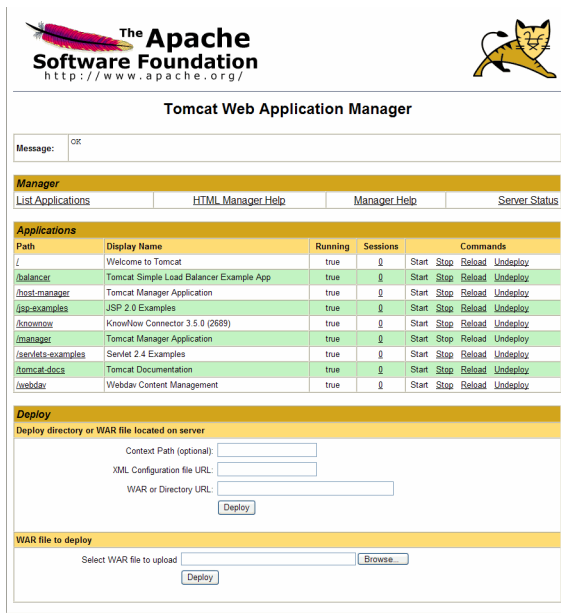 The Apache
Software Foundation
http://www.apache.org/
Tomcat Web Application Manager
Message: OK
Manager
List Applications HTML Manager Help Manager Help Server Status
Applications
Path Display Name Running Sessions Commands
/ Welcome to Tomcat true 0 Start Stop Reload Undeploy
/balancer Tomcat Simple Load Balancer Example App true 0 Start Stop Reload Undeploy
/host-manager Tomcat Manager Application true 0 Start Stop Reload Undeploy
/jsp-examples JSP 2.0 Examples true 0 Start Stop Reload Undeploy
/knownow KnowNow Connector 3.5.0 (2689) true 0 Start Stop Reload Undeploy
/manager Tomcat Manager Application true 0 Start Stop Reload Undeploy
/servlets-examples Servlet 2.4 Examples true 0 Start Stop Reload Undeploy
/tomcat-docs Tomcat Documentation true 0 Start Stop Reload Undeploy
/webdav Webdav Content Management true 0 Start Stop Reload Undeploy
Deploy
Deploy directory or WAR file located on server
Context Path (optional):
XML Configuration file URL:
WAR or Directory URL:
Deploy
WAR file to deploy
Select WAR file to upload Browse...
Deploy